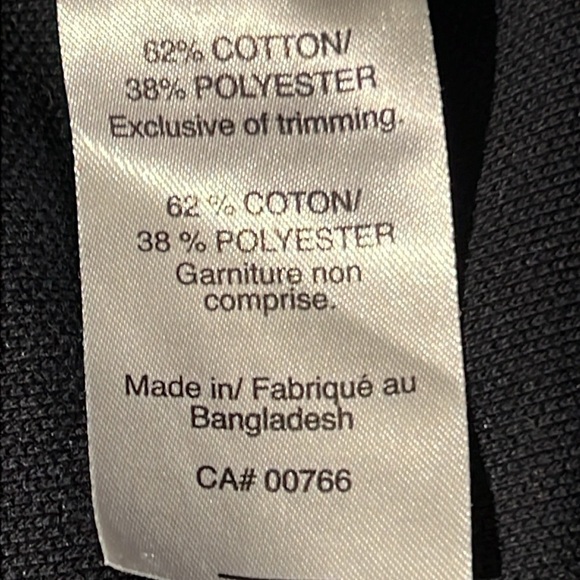 62% COTTON/
38% POLYESTER
Exclusive of trimming.
62 % COTON/
38 % POLYESTER
Garniture non
comprise.
Made in/ Fabriqué au
Bangladesh
CA# 00766